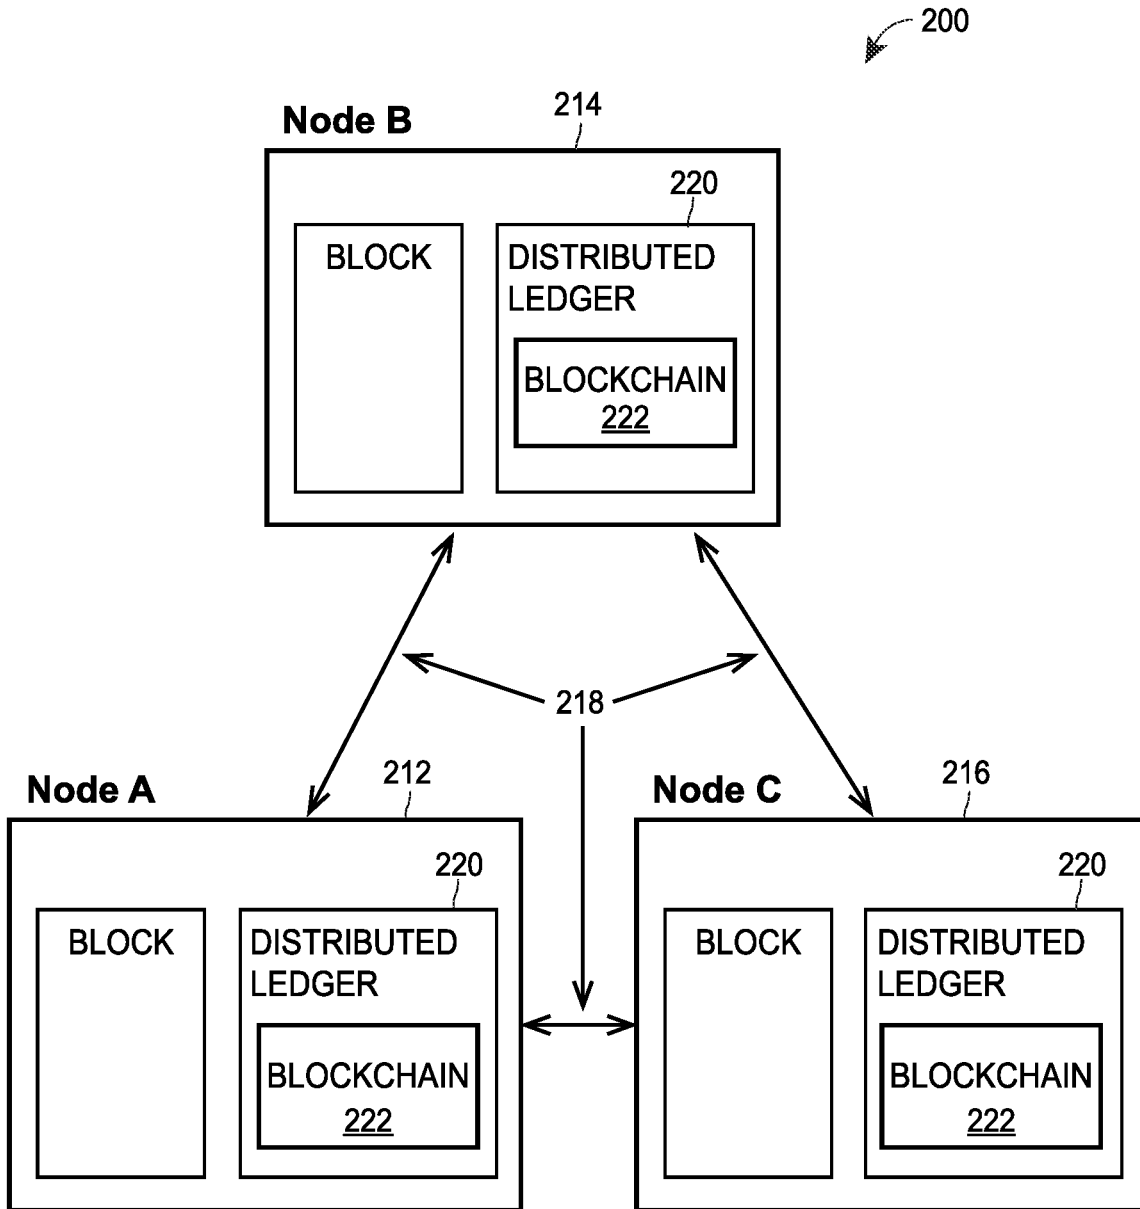 200
Node B
214
220
BLOCK
DISTRIBUTED
LEDGER
BLOCKCHAIN
222
218
Node A
212
220
BLOCK
DISTRIBUTED
LEDGER
BLOCKCHAIN
222
Node C
216
220
BLOCK
DISTRIBUTED
LEDGER
BLOCKCHAIN
222